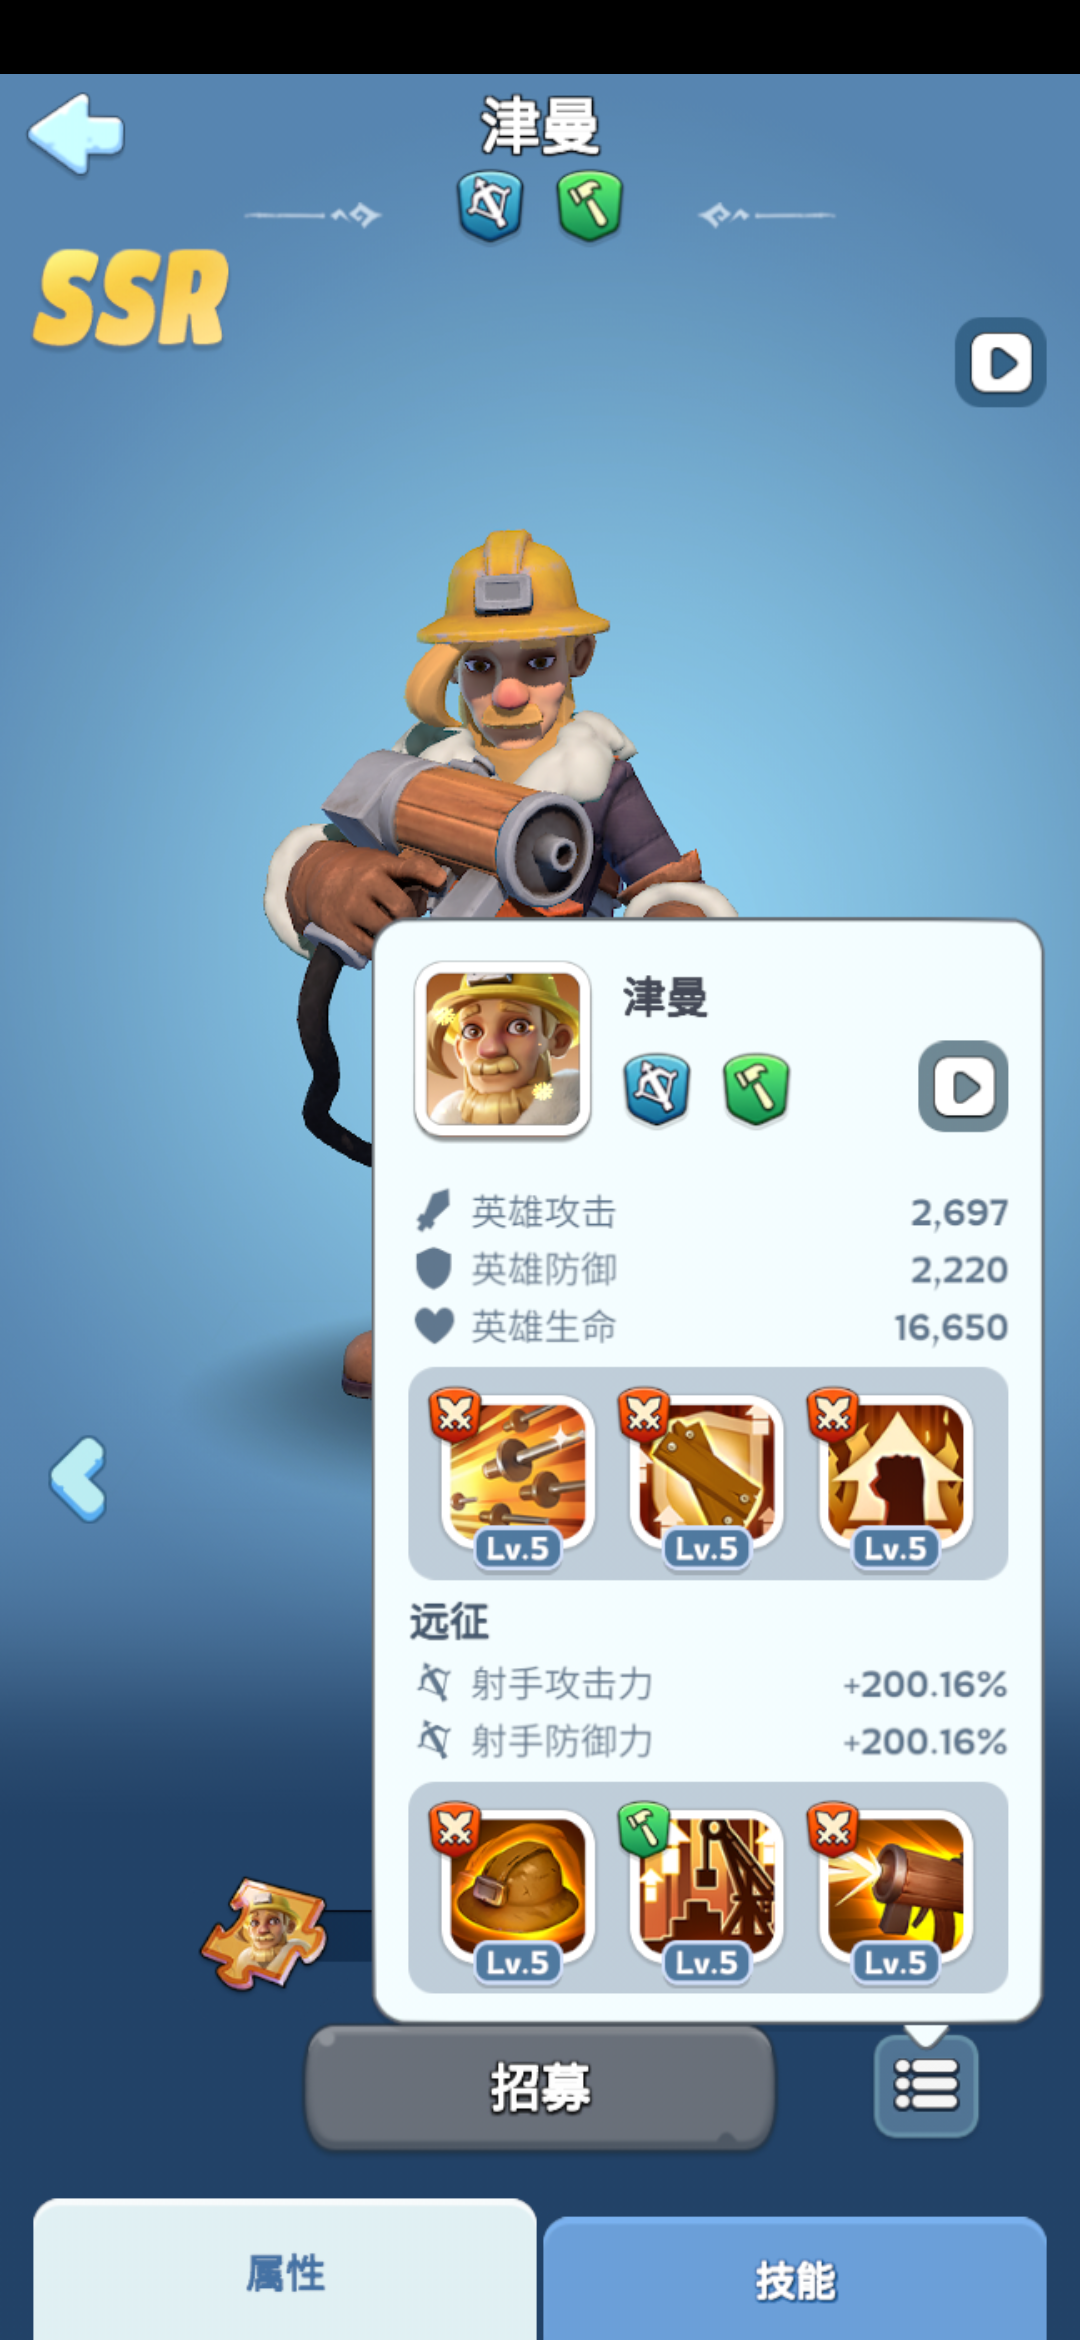 津曼
SSR
津曼
英雄攻击 2,697
英雄防御 2,220
英雄生命 16,650
Lv.5 Lv.5 Lv.5
远征
射手攻击力 +200.16%
射手防御力 +200.16%
Lv.5 Lv.5 Lv.5
招募
属性 技能